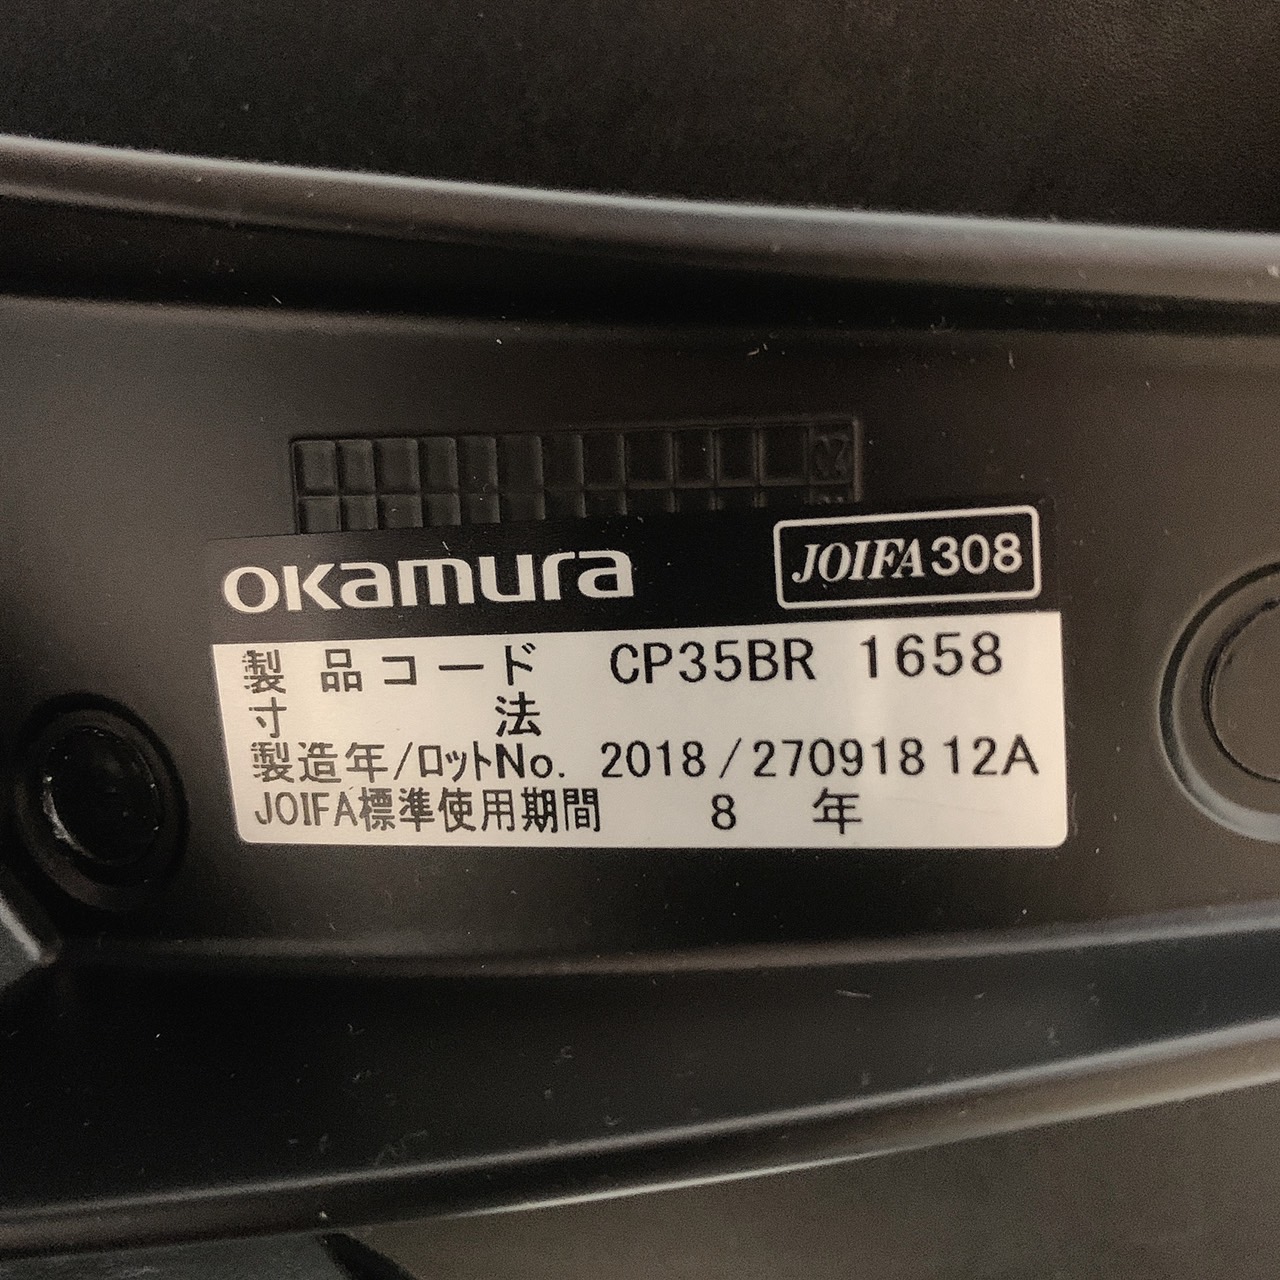 okamura
JOIFA308
製品コード CP35BR 1658
寸法
製造年/ロットNo. 2018/270918 12A
JOIFA標準使用期間 8 年